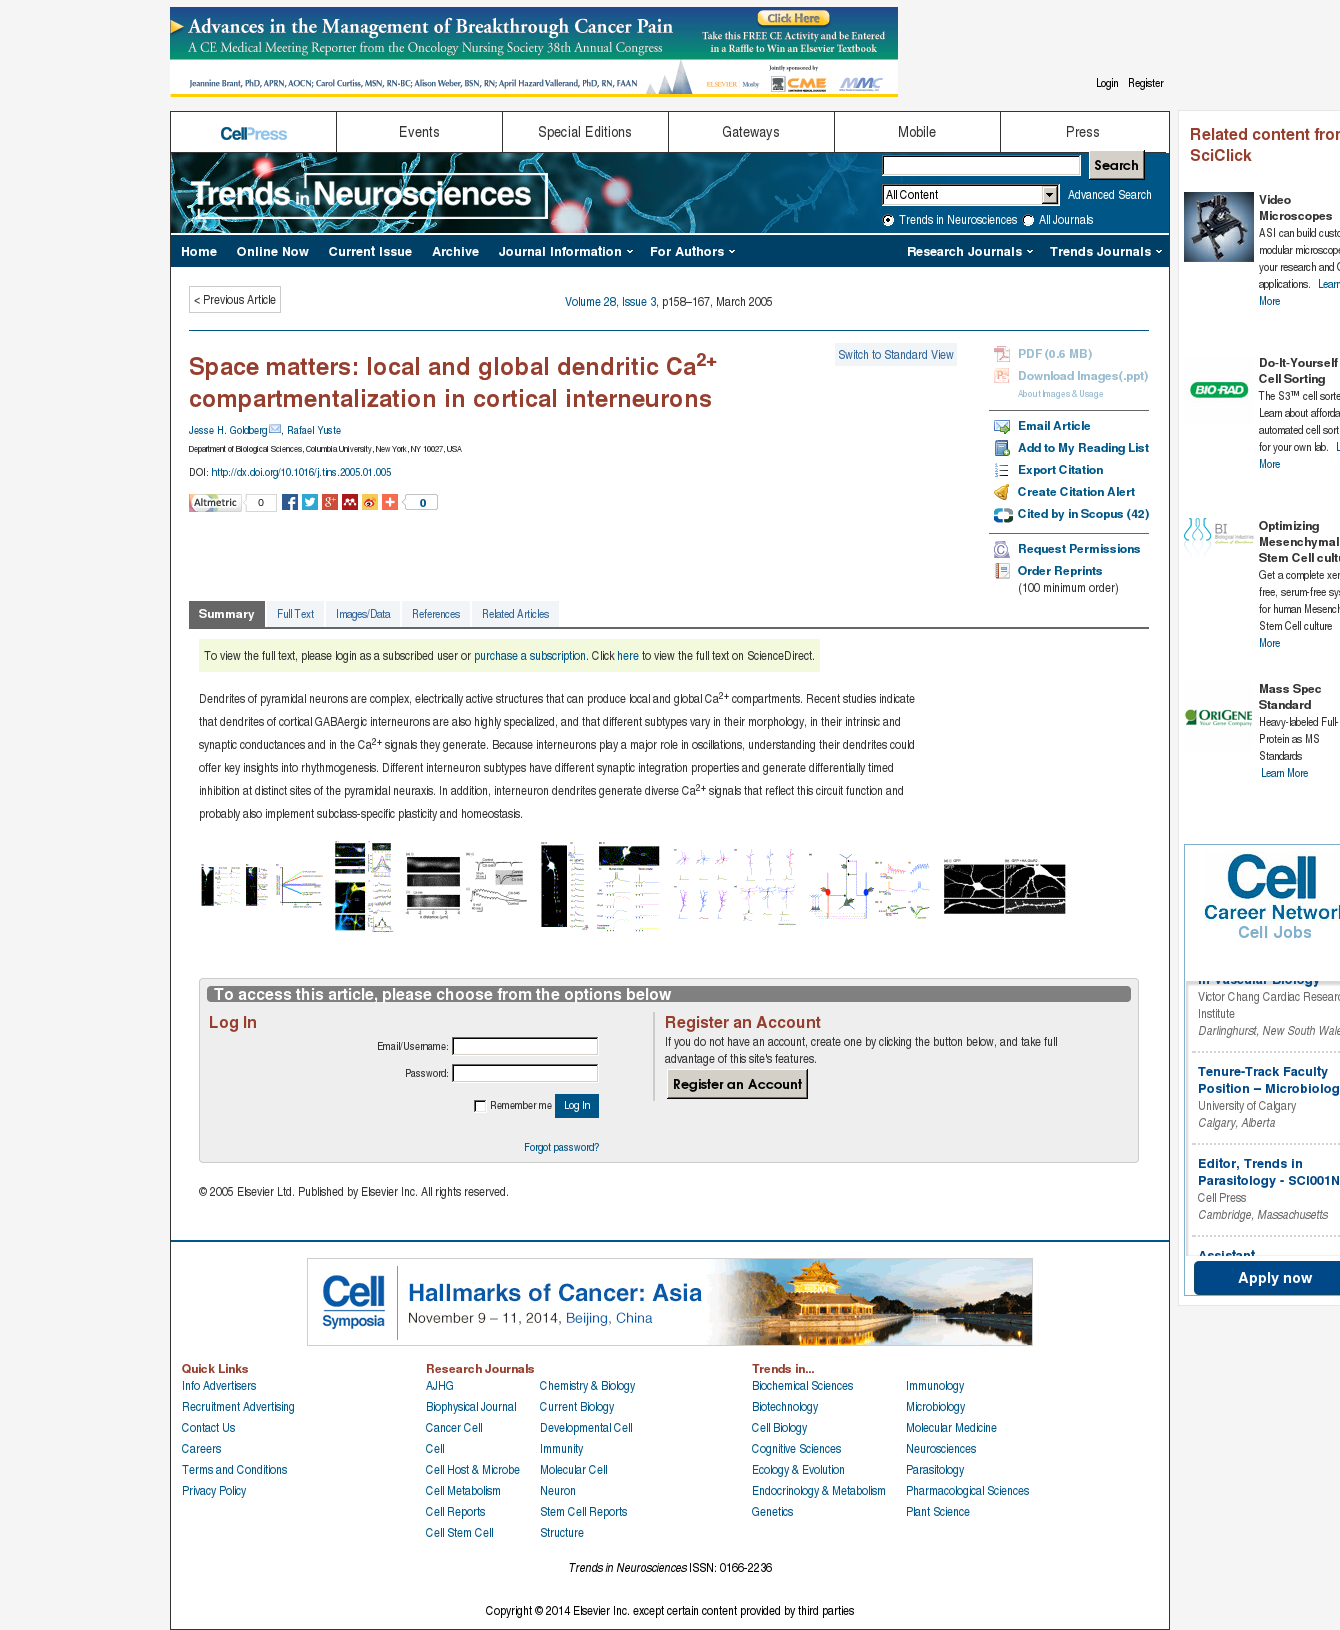 Advances in the Management of Breakthrough Cancer Pain
A CE Medical Meeting Reporter from the Oncology Nursing Society 38th Annual Congress
Click Here
Take this FREE CE Activity and be Entered
in a Raffle to Win an Elsevier Textbook
Jeannine Brant, PhD, APRN, AOCN; Carol Curtiss, MSN, RN-BC; Alison Weber, BSN, RN; April Hazard Vallerand, PhD, RN, FAAN
Jointly sponsored by
ELSEVIER Mosby CME MMC
Login Register
CellPress Events Special Editions Gateways Mobile Press
Trends in Neurosciences
Search
All Content Advanced Search
Trends in Neurosciences All Journals
Home Online Now Current Issue Archive Journal Information For Authors Research Journals Trends Journals
< Previous Article
Volume 28, Issue 3, p158–167, March 2005
Space matters: local and global dendritic Ca2+
compartmentalization in cortical interneurons
Switch to Standard View
Jesse H. Goldberg, Rafael Yuste
Department of Biological Sciences, Columbia University, New York, NY 10027, USA
DOI: http://dx.doi.org/10.1016/j.tins.2005.01.005
Altmetric 0
0
PDF (0.6 MB)
Download Images(.ppt)
About Images & Usage
Email Article
Add to My Reading List
Export Citation
Create Citation Alert
Cited by in Scopus (42)
Request Permissions
Order Reprints
(100 minimum order)
Summary Full Text Images/Data References Related Articles
To view the full text, please login as a subscribed user or purchase a subscription. Click here to view the full text on ScienceDirect.
Dendrites of pyramidal neurons are complex, electrically active structures that can produce local and global Ca2+ compartments. Recent studies indicate
that dendrites of cortical GABAergic interneurons are also highly specialized, and that different subtypes vary in their morphology, in their intrinsic and
synaptic conductances and in the Ca2+ signals they generate. Because interneurons play a major role in oscillations, understanding their dendrites could
offer key insights into rhythmogenesis. Different interneuron subtypes have different synaptic integration properties and generate differentially timed
inhibition at distinct sites of the pyramidal neuraxis. In addition, interneuron dendrites generate diverse Ca2+ signals that reflect this circuit function and
probably also implement subclass-specific plasticity and homeostasis.
To access this article, please choose from the options below
Log In
Email/Username:
Password:
Remember me Log In
Forgot password?
Register an Account
If you do not have an account, create one by clicking the button below, and take full
advantage of this site's features.
Register an Account
© 2005 Elsevier Ltd. Published by Elsevier Inc. All rights reserved.
Related content from
SciClick
Video
Microscopes
ASI can build custo
modular microscope
your research and O
applications. Learn
More
BIO-RAD
Do-It-Yourself
Cell Sorting
The S3™ cell sorte
Learn about afforda
automated cell sort
for your own lab. L
More
BI
Optimizing
Mesenchymal
Stem Cell cultu
Get a complete xen
free, serum-free sys
for human Mesench
Stem Cell culture
More
ORIGENE
Your Gene Company
Mass Spec
Standard
Heavy-labeled Full-
Protein as MS
Standards
Learn More
Cell
Career Network
Cell Jobs
in Vascular Biology
Victor Chang Cardiac Researc
Institute
Darlinghurst, New South Wale
Tenure-Track Faculty
Position – Microbiolog
University of Calgary
Calgary, Alberta
Editor, Trends in
Parasitology - SCI001N
Cell Press
Cambridge, Massachusetts
Assistant
Apply now
Cell
Symposia
Hallmarks of Cancer: Asia
November 9 – 11, 2014, Beijing, China
Quick Links
Info Advertisers
Recruitment Advertising
Contact Us
Careers
Terms and Conditions
Privacy Policy
Research Journals
AJHG Chemistry & Biology
Biophysical Journal Current Biology
Cancer Cell Developmental Cell
Cell Immunity
Cell Host & Microbe Molecular Cell
Cell Metabolism Neuron
Cell Reports Stem Cell Reports
Cell Stem Cell Structure
Trends in...
Biochemical Sciences Immunology
Biotechnology Microbiology
Cell Biology Molecular Medicine
Cognitive Sciences Neurosciences
Ecology & Evolution Parasitology
Endocrinology & Metabolism Pharmacological Sciences
Genetics Plant Science
Trends in Neurosciences ISSN: 0166-2236
Copyright © 2014 Elsevier Inc. except certain content provided by third parties